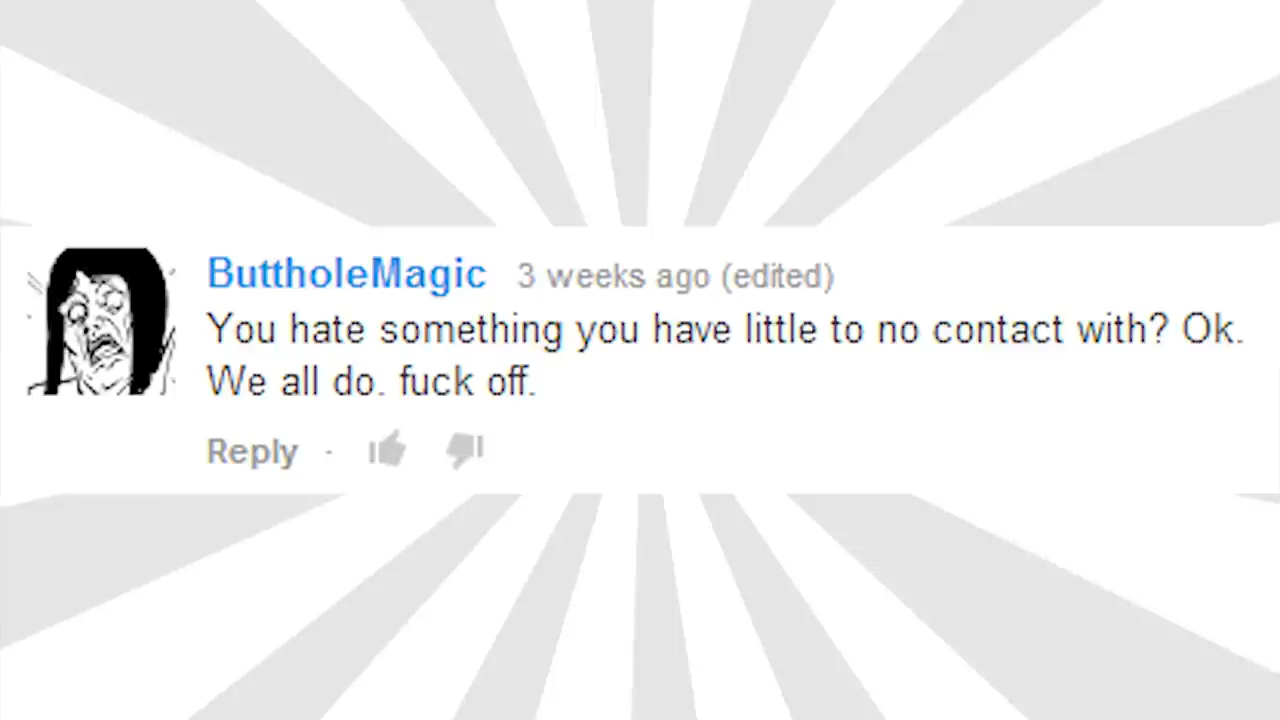 ButtholeMagic 3 weeks ago (edited)
You hate something you have little to no contact with? Ok.
We all do. fuck off.
Reply ·